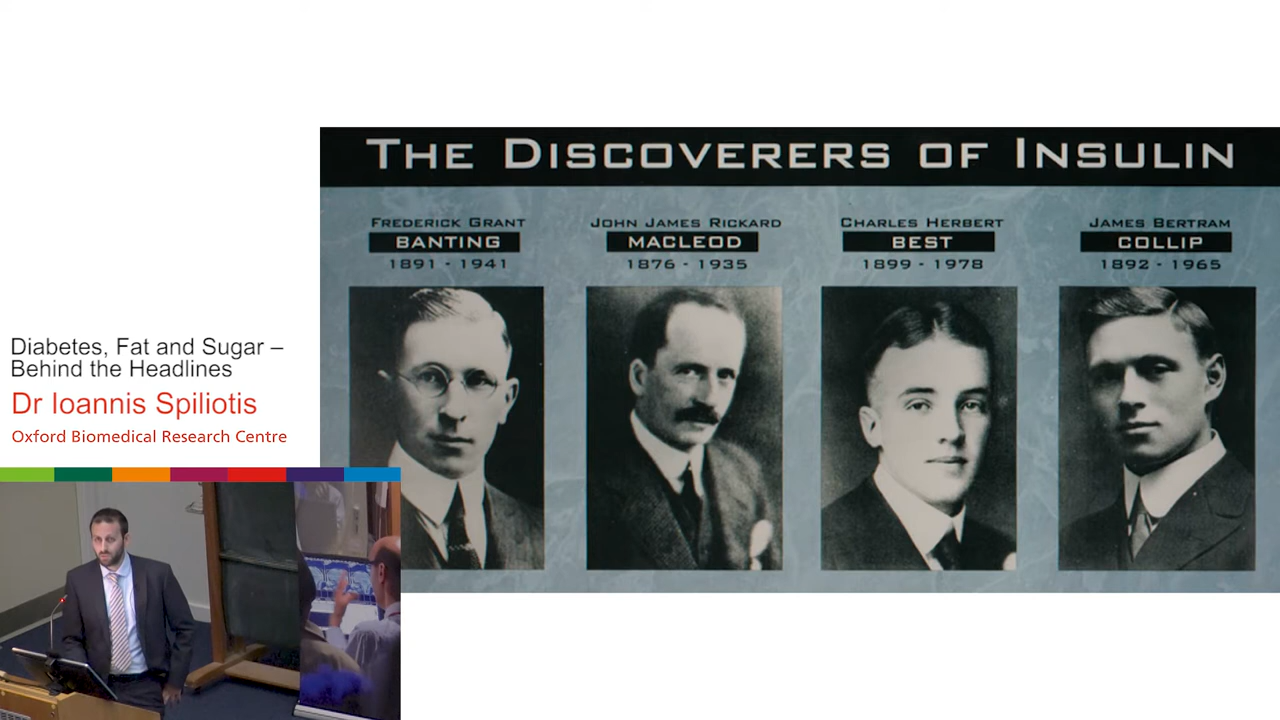 THE DISCOVERERS OF INSULIN
FREDERICK GRANT
BANTING
1891 - 1941
JOHN JAMES RICKARD
MACLEOD
1876 - 1935
CHARLES HERBERT
BEST
1899 - 1978
JAMES BERTRAM
COLLIP
1892 - 1965
Diabetes, Fat and Sugar –
Behind the Headlines
Dr Ioannis Spiliotis
Oxford Biomedical Research Centre